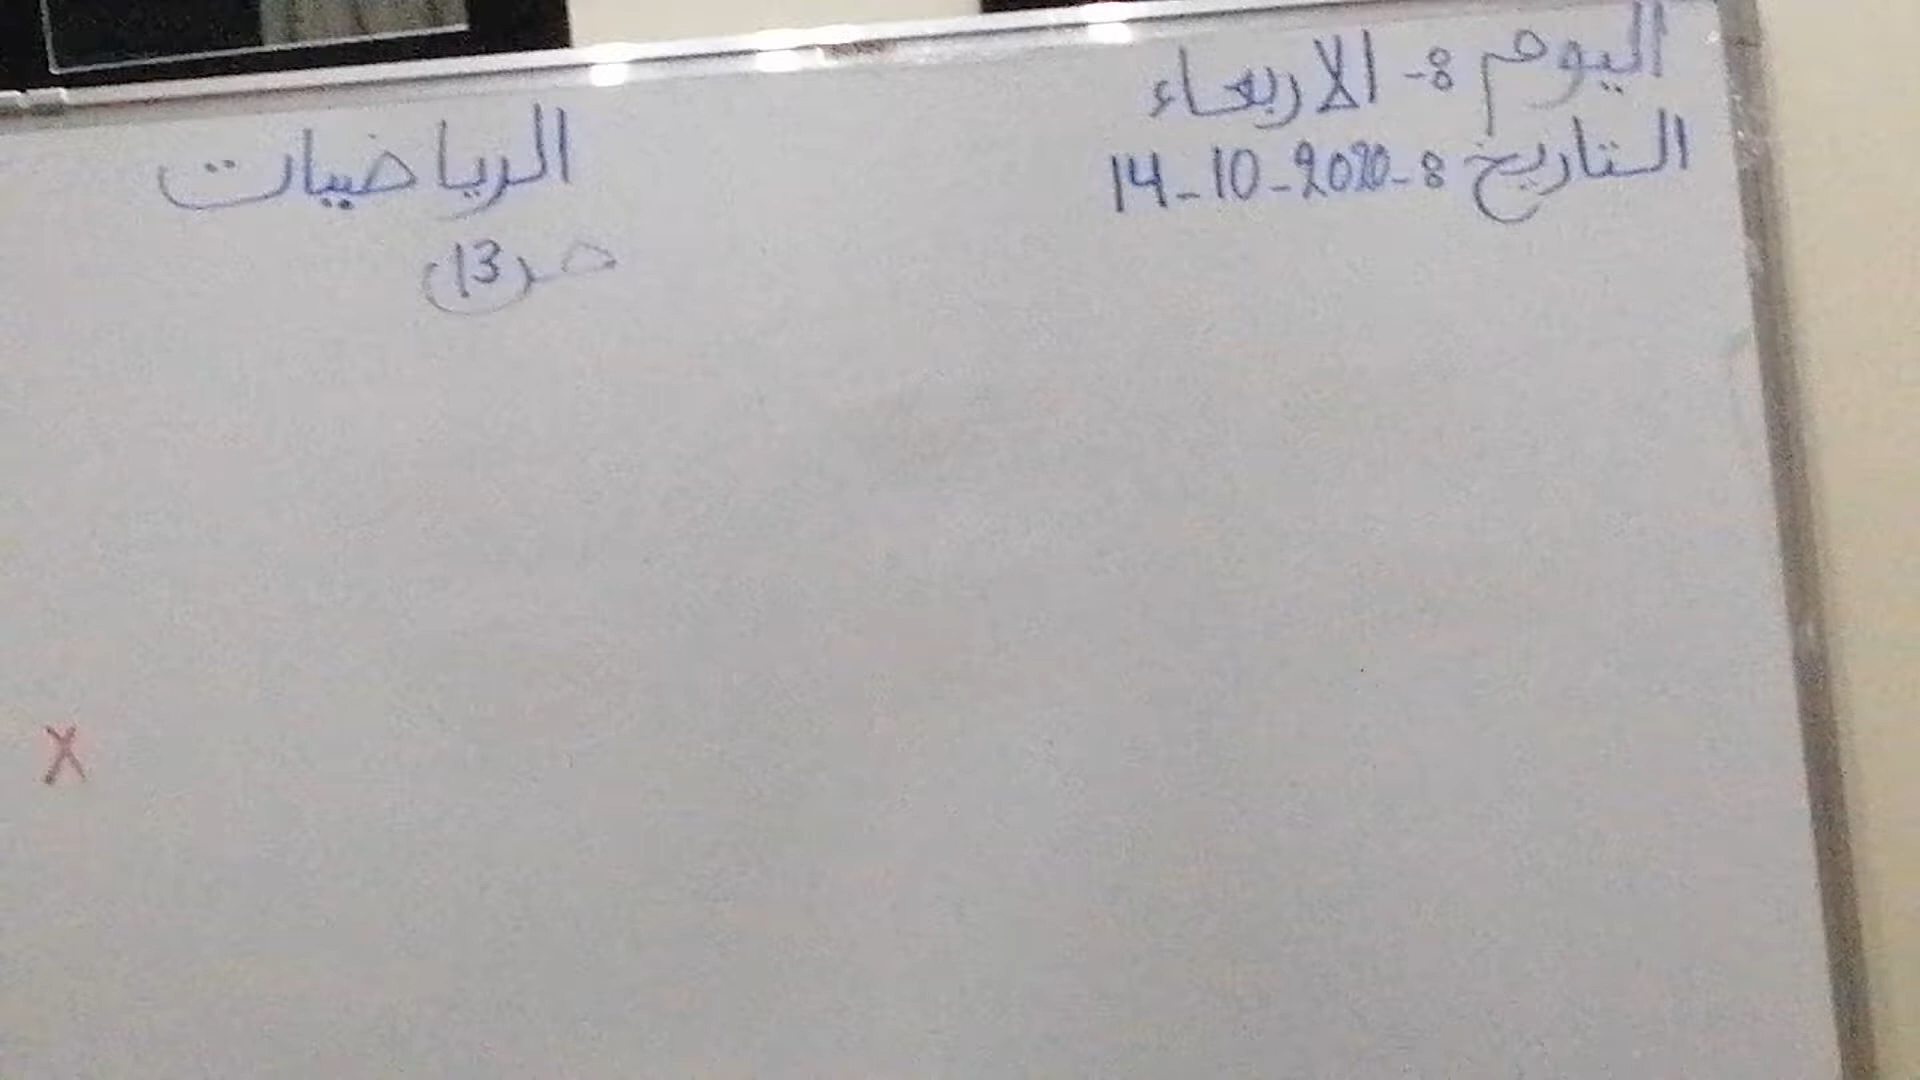 اليوم :- الاربعاء
التاريخ :- 2020-10-14
الرياضيات
ص (13)
X